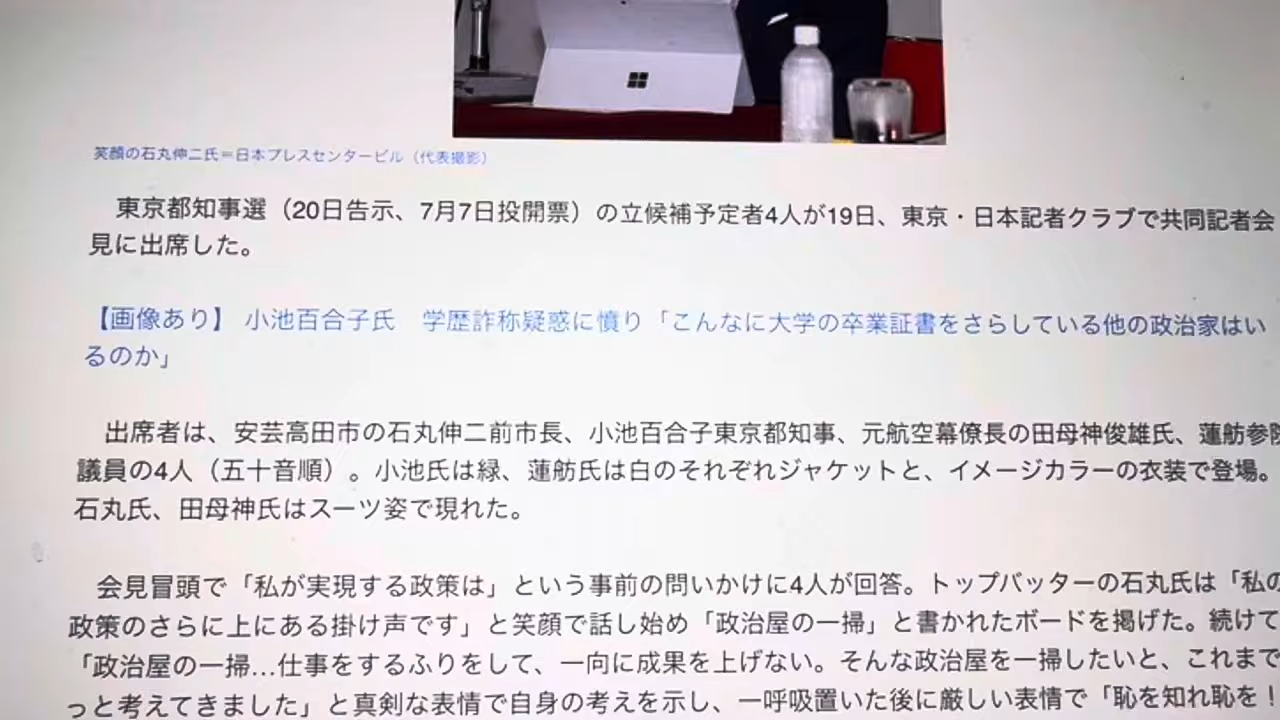 笑顔の石丸伸二氏＝日本プレスセンタービル（代表撮影）
東京都知事選（20日告示、7月7日投開票）の立候補予定者4人が19日、東京・日本記者クラブで共同記者会
見に出席した。
【画像あり】 小池百合子氏　学歴詐称疑惑に憤り「こんなに大学の卒業証書をさらしている他の政治家はい
るのか」
出席者は、安芸高田市の石丸伸二前市長、小池百合子東京都知事、元航空幕僚長の田母神俊雄氏、蓮舫参院
議員の4人（五十音順）。小池氏は緑、蓮舫氏は白のそれぞれジャケットと、イメージカラーの衣装で登場。
石丸氏、田母神氏はスーツ姿で現れた。
会見冒頭で「私が実現する政策は」という事前の問いかけに4人が回答。トップバッターの石丸氏は「私の
政策のさらに上にある掛け声です」と笑顔で話し始め「政治屋の一掃」と書かれたボードを掲げた。続けて
「政治屋の一掃…仕事をするふりをして、一向に成果を上げない。そんな政治屋を一掃したいと、これまで
っと考えてきました」と真剣な表情で自身の考えを示し、一呼吸置いた後に厳しい表情で「恥を知れ恥を！